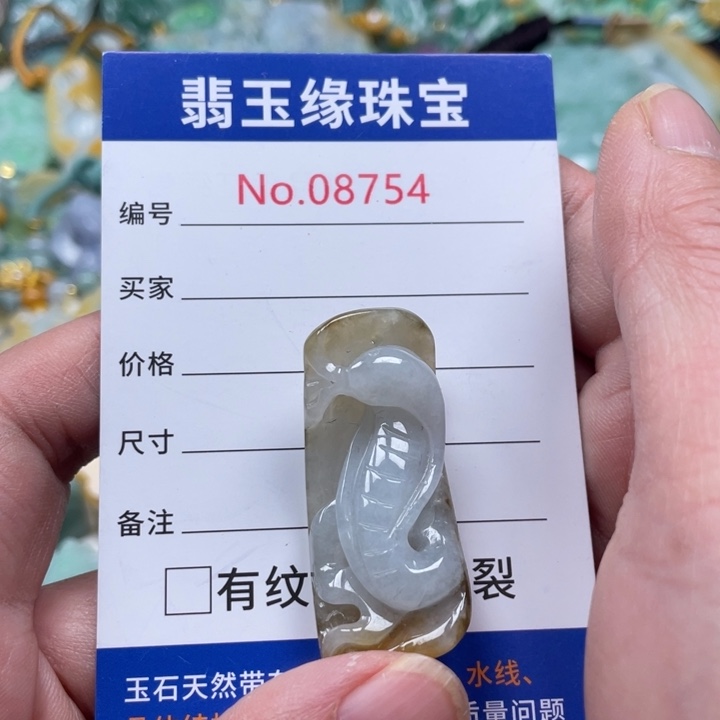 翡玉缘珠宝
编号 No.08754
买家
价格
尺寸
备注
有纹 裂
玉石天然带 水线、
质量问题